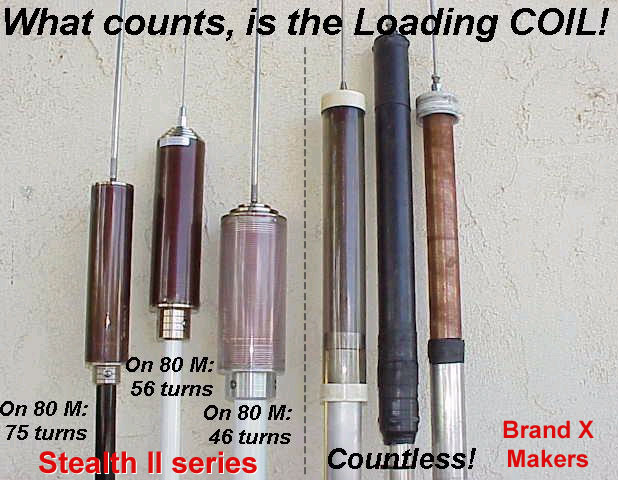 What counts, is the Loading COIL!
On 80 M:
56 turns
On 80 M:
75 turns
On 80 M:
46 turns
Stealth II series
Countless!
Brand X
Makers